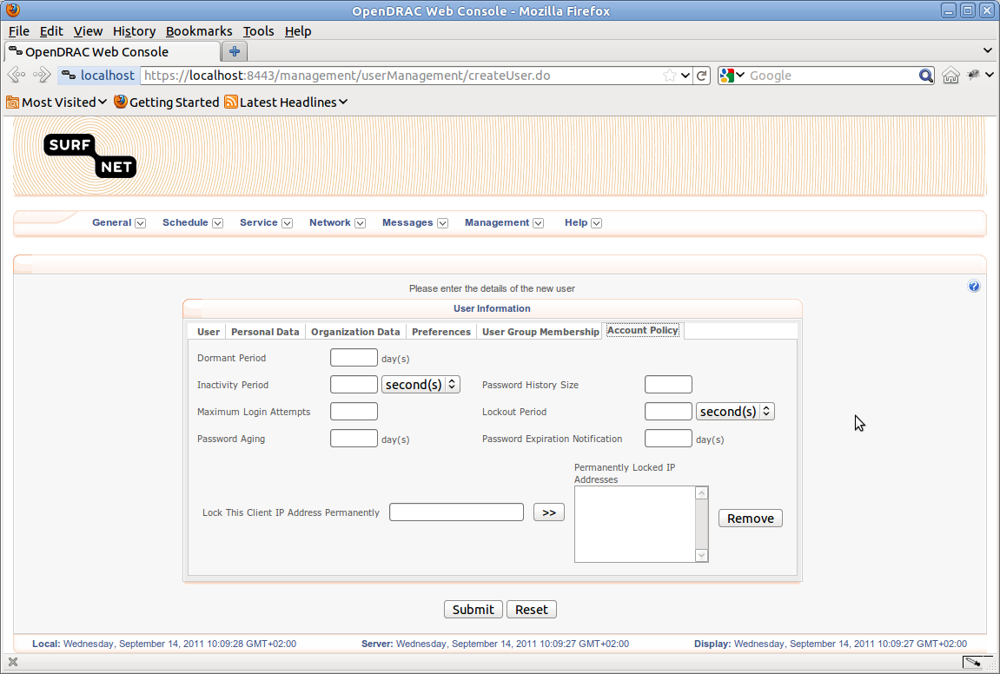 OpenDRAC Web Console - Mozilla Firefox
File Edit View History Bookmarks Tools Help
OpenDRAC Web Console
localhost https://localhost:8443/management/userManagement/createUser.do Google
Most Visited Getting Started Latest Headlines
SURF
NET
General Schedule Service Network Messages Management Help
Please enter the details of the new user
User Information
User Personal Data Organization Data Preferences User Group Membership Account Policy
Dormant Period day(s)
Inactivity Period second(s) Password History Size
Maximum Login Attempts Lockout Period second(s)
Password Aging day(s) Password Expiration Notification day(s)
Permanently Locked IP
Addresses
Lock This Client IP Address Permanently >> Remove
Submit Reset
Local: Wednesday, September 14, 2011 10:09:28 GMT+02:00 Server: Wednesday, September 14, 2011 10:09:27 GMT+02:00 Display: Wednesday, September 14, 2011 10:09:27 GMT+02:00